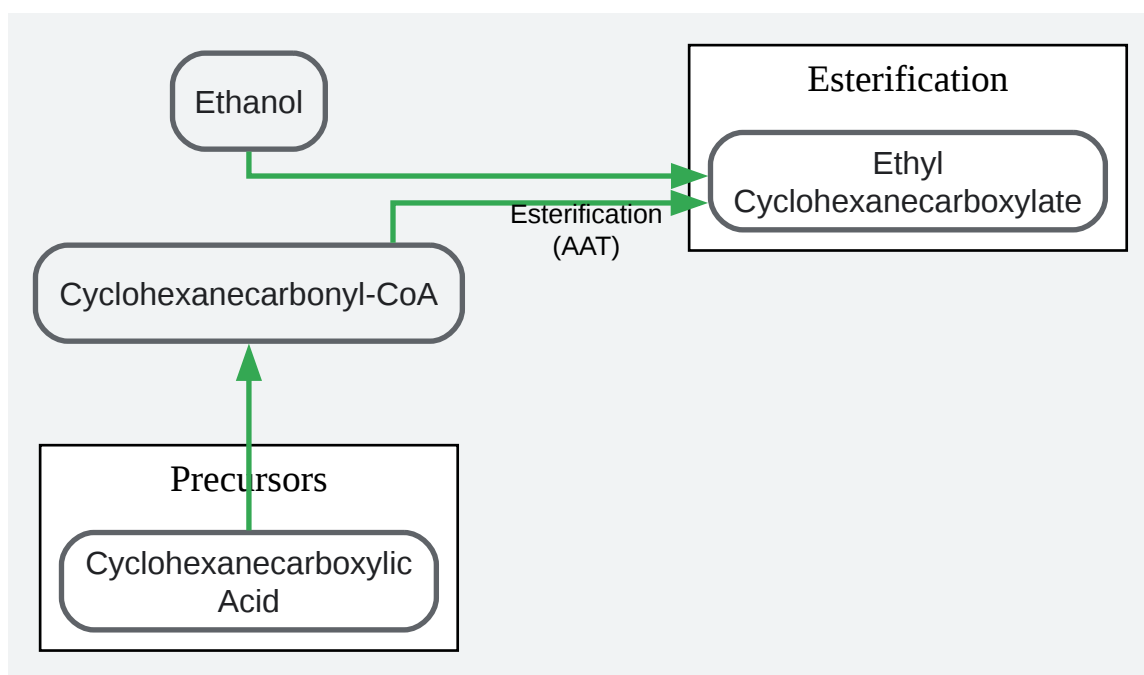 Ethanol
Esterification
Ethyl
Cyclohexanecarboxylate
Esterification
(AAT)
Cyclohexanecarbonyl-CoA
Precursors
Cyclohexanecarboxylic
Acid